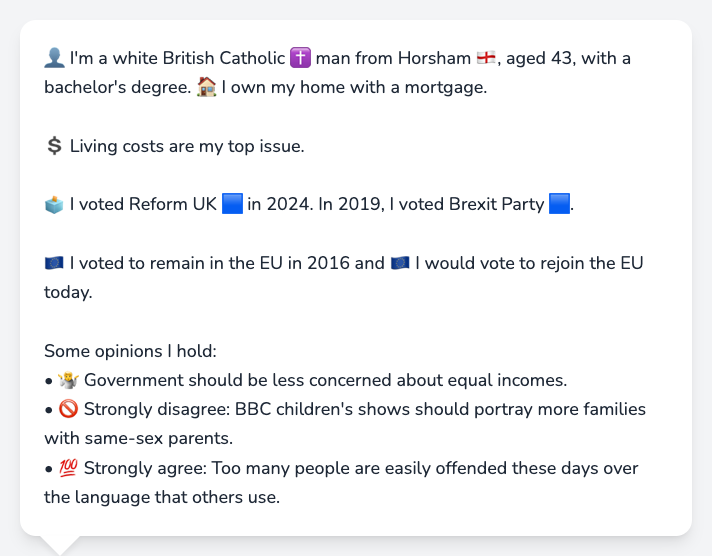 👤 I'm a white British Catholic ✝️ man from Horsham 🏴󠁧󠁢󠁥󠁮󠁧󠁿, aged 43, with a
bachelor's degree. 🏠 I own my home with a mortgage.
💲 Living costs are my top issue.
🗳️ I voted Reform UK 🟦 in 2024. In 2019, I voted Brexit Party 🟦.
🇪🇺 I voted to remain in the EU in 2016 and 🇪🇺 I would vote to rejoin the EU
today.
Some opinions I hold:
• 🤷 Government should be less concerned about equal incomes.
• 🚫 Strongly disagree: BBC children's shows should portray more families
with same-sex parents.
• 💯 Strongly agree: Too many people are easily offended these days over
the language that others use.